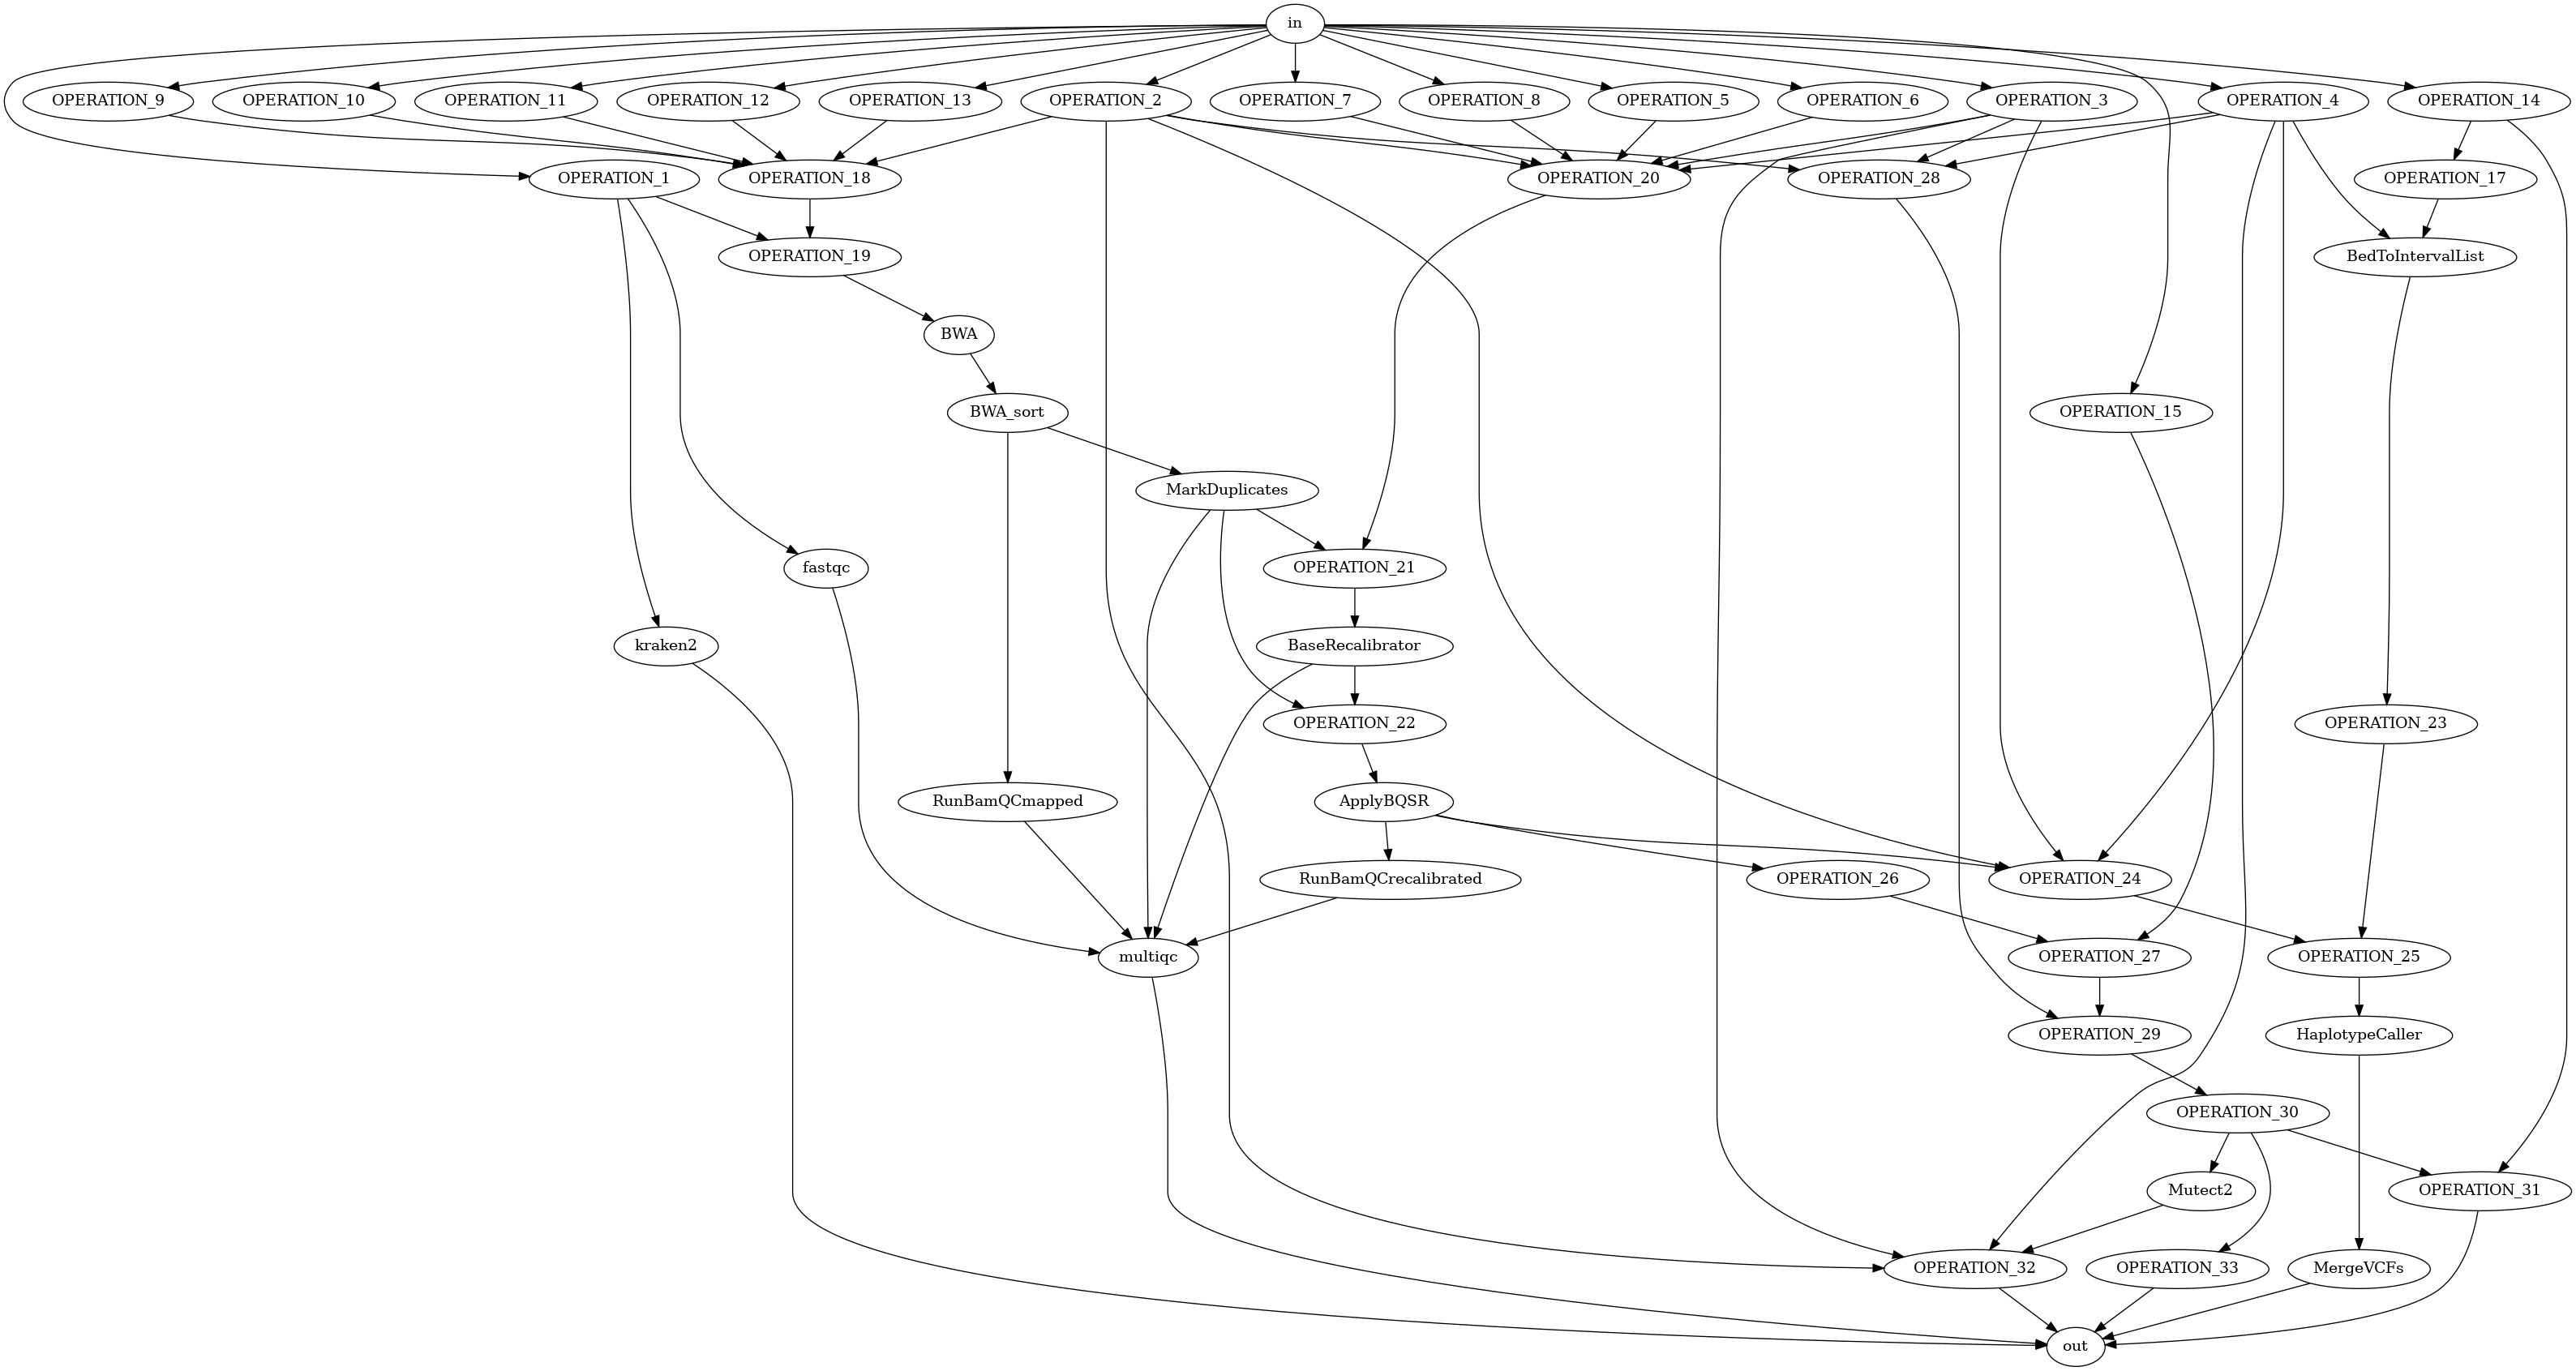 in
OPERATION_9
OPERATION_10
OPERATION_11
OPERATION_12
OPERATION_13
OPERATION_2
OPERATION_7
OPERATION_8
OPERATION_5
OPERATION_6
OPERATION_3
OPERATION_4
OPERATION_14
OPERATION_1
OPERATION_18
OPERATION_20
OPERATION_28
OPERATION_17
OPERATION_19
BedToIntervalList
BWA
BWA_sort
OPERATION_15
MarkDuplicates
fastqc
OPERATION_21
kraken2
BaseRecalibrator
OPERATION_22
OPERATION_23
RunBamQCmapped
ApplyBQSR
RunBamQCrecalibrated
OPERATION_26
OPERATION_24
multiqc
OPERATION_27
OPERATION_25
OPERATION_29
HaplotypeCaller
OPERATION_30
Mutect2
OPERATION_31
OPERATION_32
OPERATION_33
MergeVCFs
out